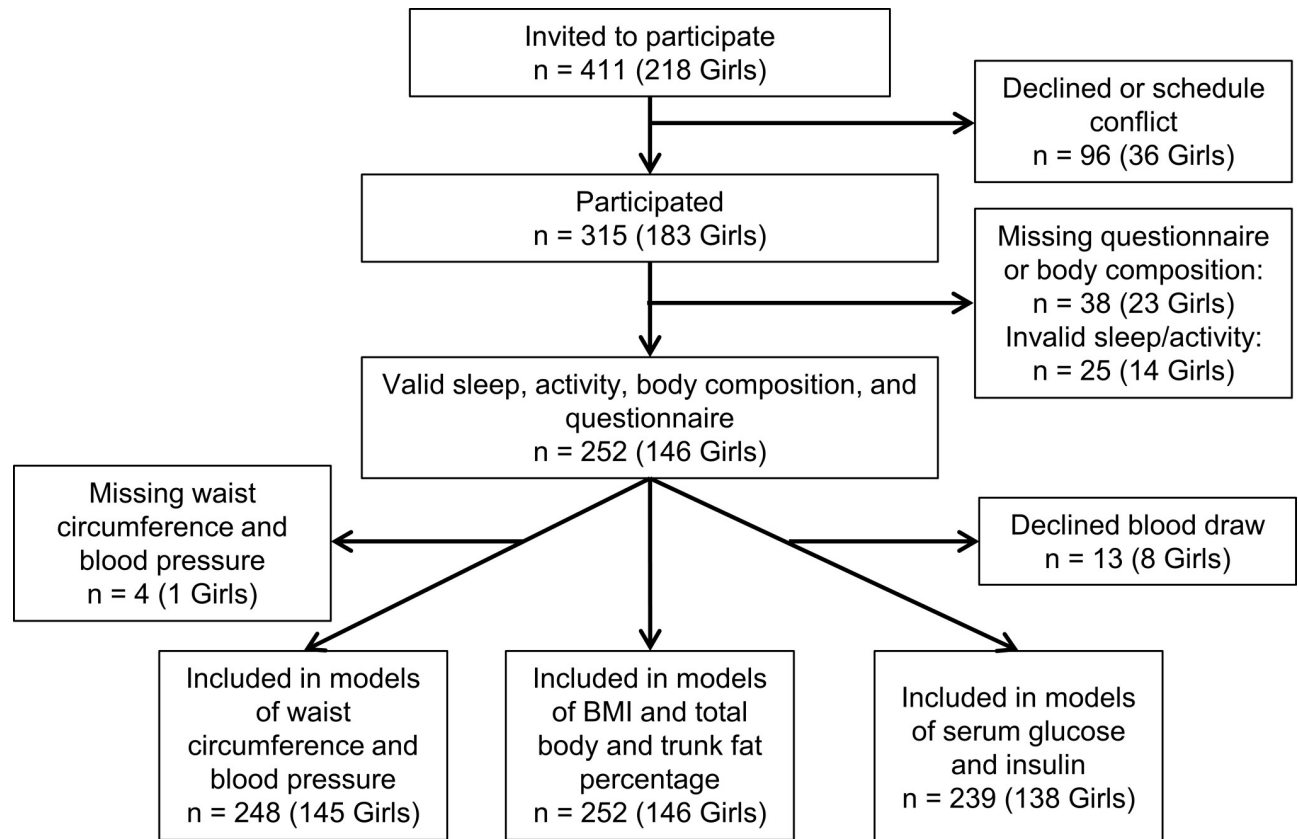 Invited to participate
n = 411 (218 Girls)
Declined or schedule
conflict
n = 96 (36 Girls)
Participated
n = 315 (183 Girls)
Missing questionnaire
or body composition:
n = 38 (23 Girls)
Invalid sleep/activity:
n = 25 (14 Girls)
Valid sleep, activity, body composition, and
questionnaire
n = 252 (146 Girls)
Missing waist
circumference and
blood pressure
n = 4 (1 Girls)
Declined blood draw
n = 13 (8 Girls)
Included in models
of waist
circumference and
blood pressure
n = 248 (145 Girls)
Included in models
of BMI and total
body and trunk fat
percentage
n = 252 (146 Girls)
Included in models
of serum glucose
and insulin
n = 239 (138 Girls)